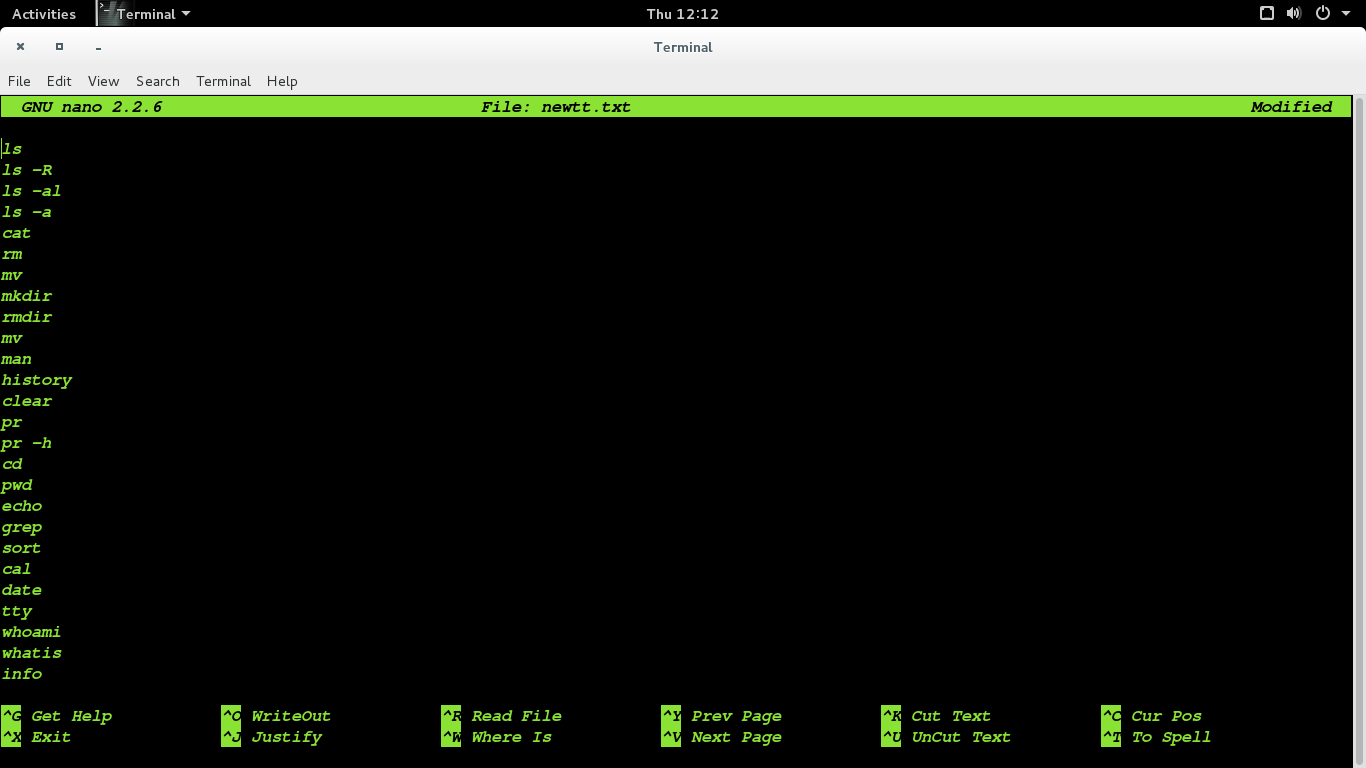 Activities Terminal Thu 12:12
Terminal
File Edit View Search Terminal Help
GNU nano 2.2.6 File: newtt.txt Modified
ls
ls -R
ls -al
ls -a
cat
rm
mv
mkdir
rmdir
mv
man
history
clear
pr
pr -h
cd
pwd
echo
grep
sort
cal
date
tty
whoami
whatis
info
^G Get Help ^O WriteOut ^R Read File ^Y Prev Page ^K Cut Text ^C Cur Pos
^X Exit ^J Justify ^W Where Is ^V Next Page ^U UnCut Text ^T To Spell